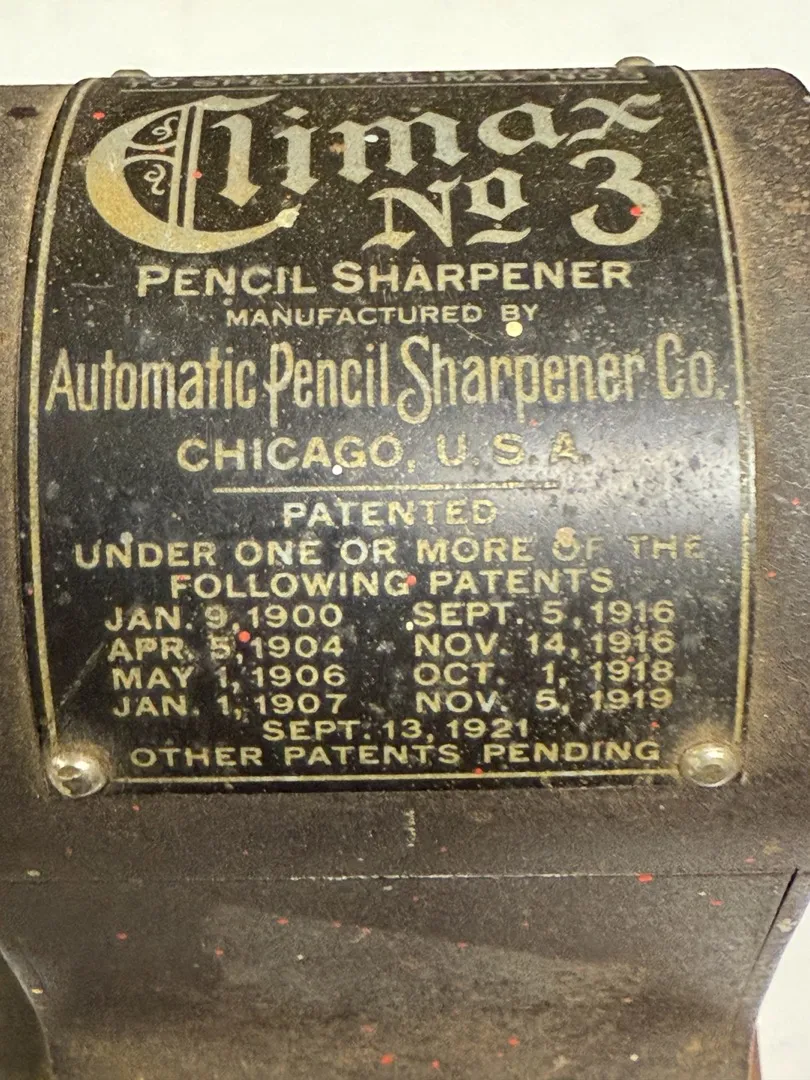 Climax
No 3
PENCIL SHARPENER
MANUFACTURED BY
Automatic Pencil Sharpener Co.
CHICAGO, U.S.A.
PATENTED
UNDER ONE OR MORE OF THE
FOLLOWING PATENTS
JAN. 9, 1900 SEPT. 5, 1916
APR. 5, 1904 NOV. 14, 1916
MAY 1, 1906 OCT. 1, 1918
JAN. 1, 1907 NOV. 5, 1919
SEPT. 13, 1921
OTHER PATENTS PENDING